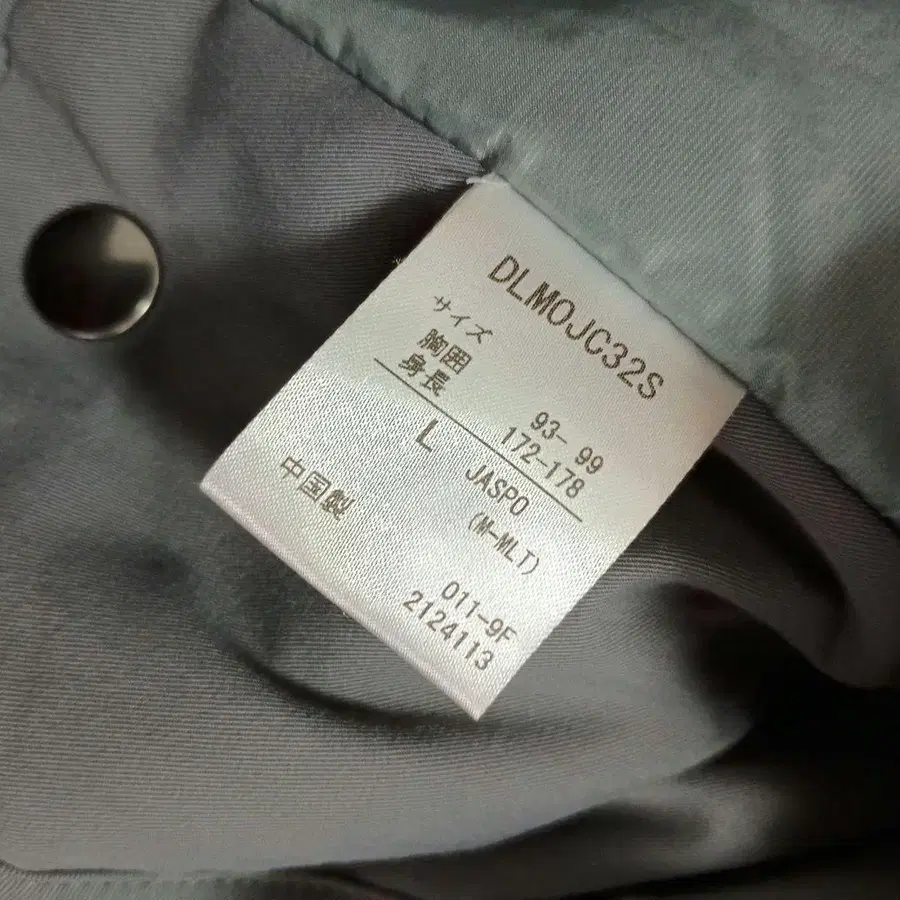 DLMOJC32S
サイズ
胸囲 93- 99
身長 172-178
L JASPO
(M-MLT)
中国製
011-9F
2124113